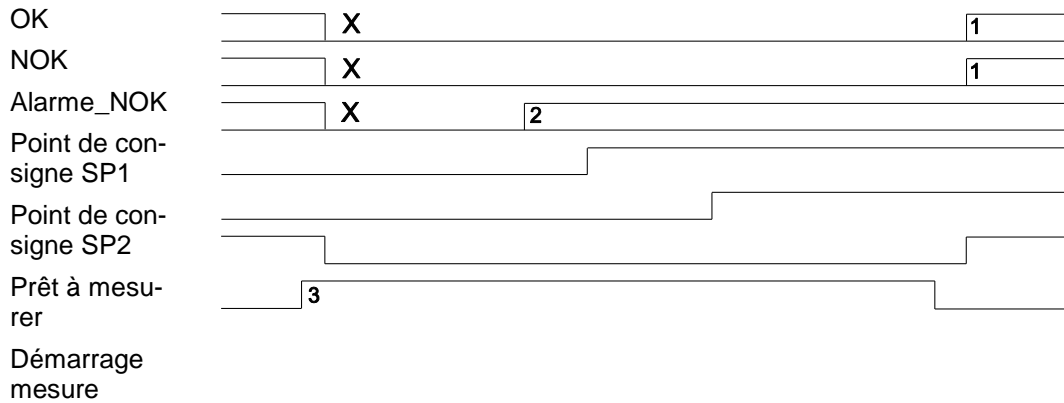 OK
X
1
NOK
X
1
Alarme_NOK
X
2
Point de con-
signe SP1
Point de con-
signe SP2
Prêt à mesu-
rer
3
Démarrage
mesure